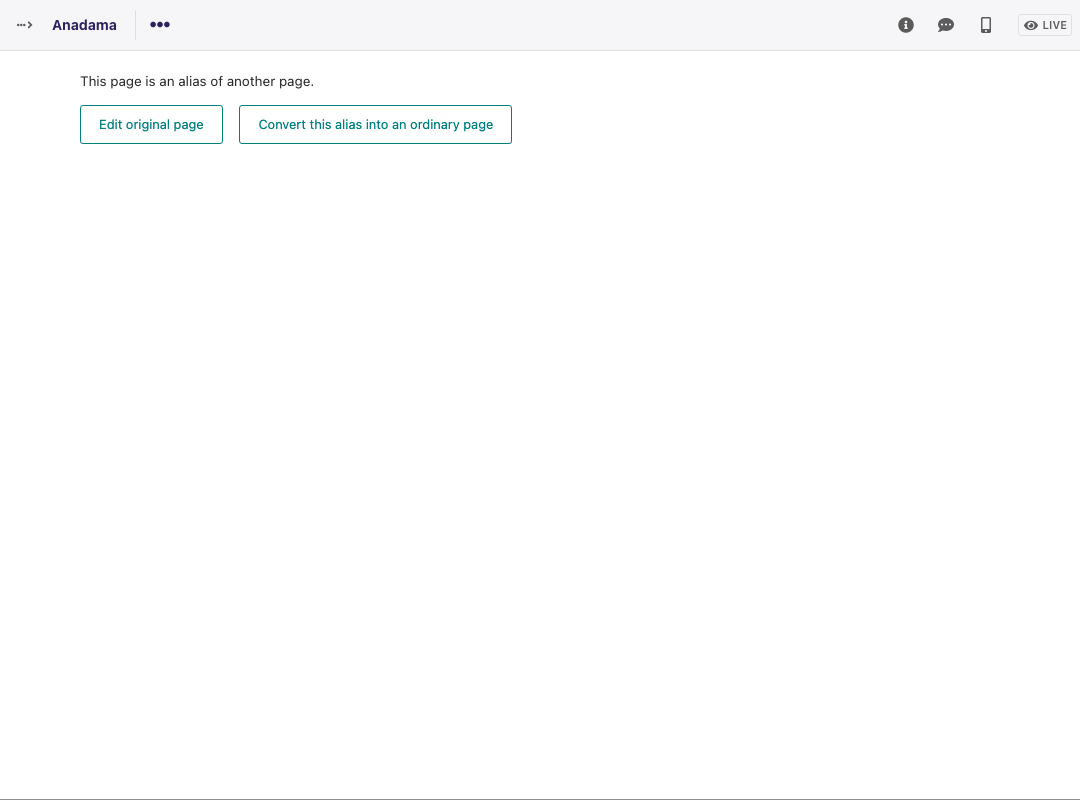 Anadama
LIVE
This page is an alias of another page.
Edit original page
Convert this alias into an ordinary page